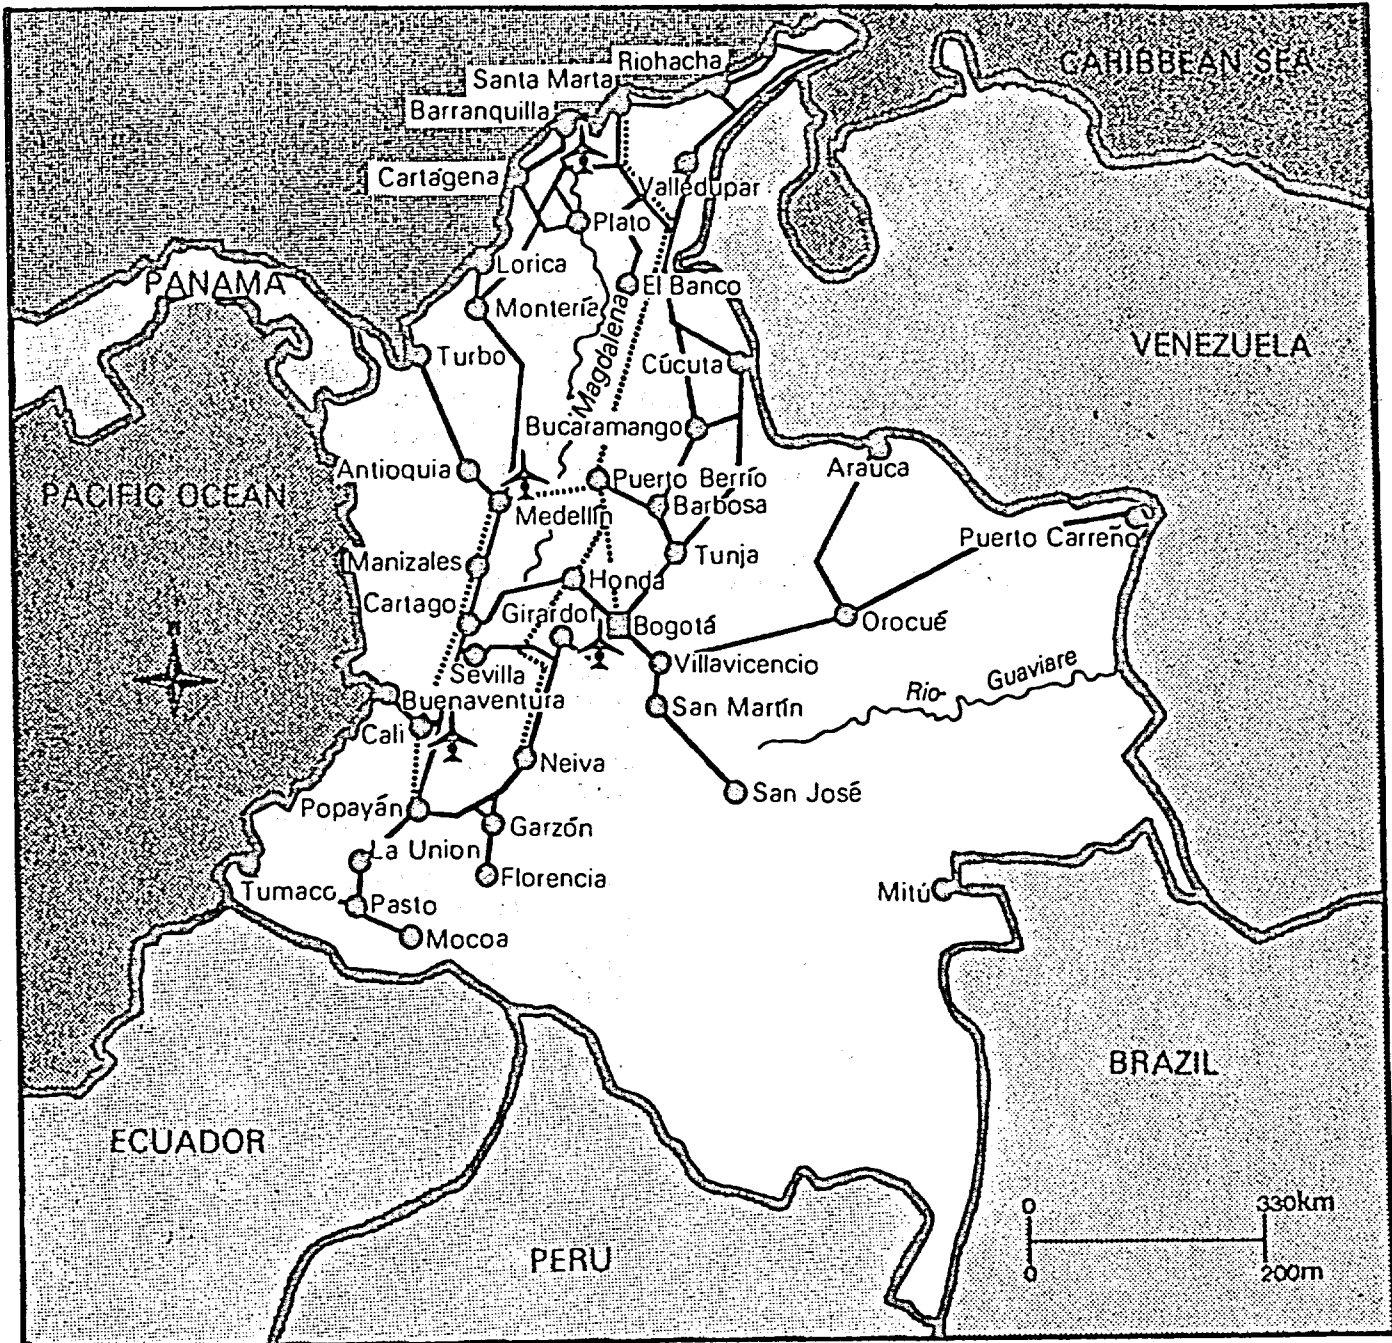 CARIBBEAN SEA
Riohacha
Santa Marta
Barranquilla
Cartagena
Valledupar
Plato
Lorica
PANAMA
El Banco
Montería
Magdalena
VENEZUELA
Turbo
Cúcuta
Bucaramango
Antioquia
Arauca
Puerto Berrío
PACIFIC OCEAN
Barbosa
Medellín
Puerto Carreño
Tunja
Manizales
Honda
Cartago
Girardot
Bogotá
Orocué
N
Villavicencio
Sevilla
Rio Guaviare
Buenaventura
San Martín
Cali
Neiva
San José
Popayán
Garzón
La Union
Florencia
Tumaco
Mitú
Pasto
Mocoa
BRAZIL
ECUADOR
0 330km
PERU
0 200m